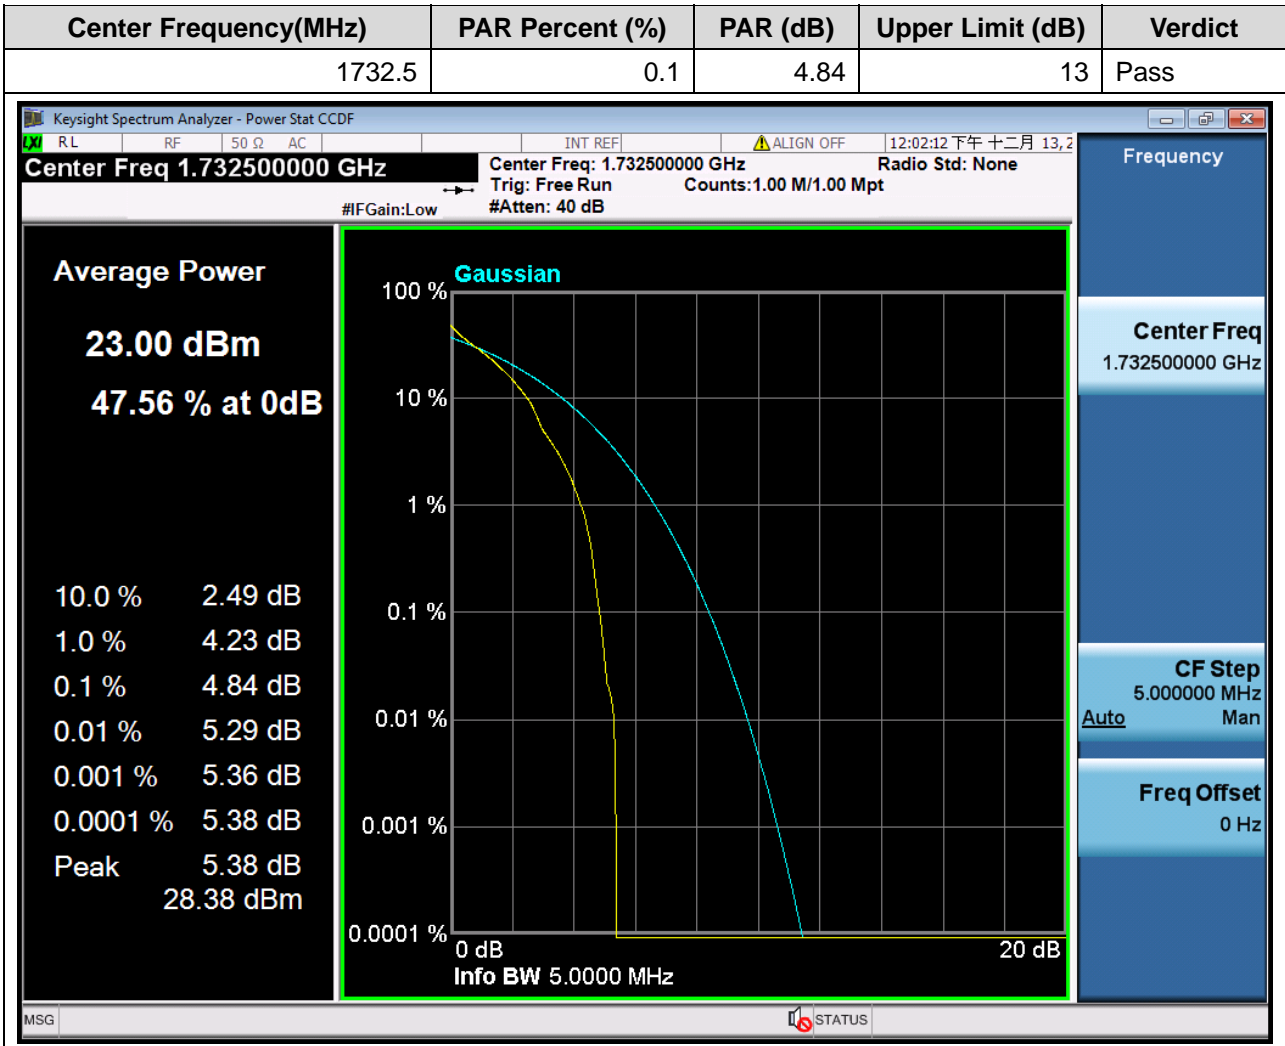 Center Frequency(MHz) PAR Percent (%) PAR (dB) Upper Limit (dB) Verdict
1732.5 0.1 4.84 13 Pass
Keysight Spectrum Analyzer - Power Stat CCDF
LXI RL RF 50 Ω AC INT REF ALIGN OFF 12:02:12 下午 十二月 13, 2
Center Freq 1.732500000 GHz
Center Freq: 1.732500000 GHz Radio Std: None
Trig: Free Run Counts:1.00 M/1.00 Mpt
#IFGain:Low #Atten: 40 dB
Average Power
23.00 dBm
47.56 % at 0dB
10.0 % 2.49 dB
1.0 % 4.23 dB
0.1 % 4.84 dB
0.01 % 5.29 dB
0.001 % 5.36 dB
0.0001 % 5.38 dB
Peak 5.38 dB
28.38 dBm
Gaussian
100 %
10 %
1 %
0.1 %
0.01 %
0.001 %
0.0001 %
0 dB 20 dB
Info BW 5.0000 MHz
Frequency
Center Freq
1.732500000 GHz
CF Step
5.000000 MHz
Auto Man
Freq Offset
0 Hz
MSG STATUS